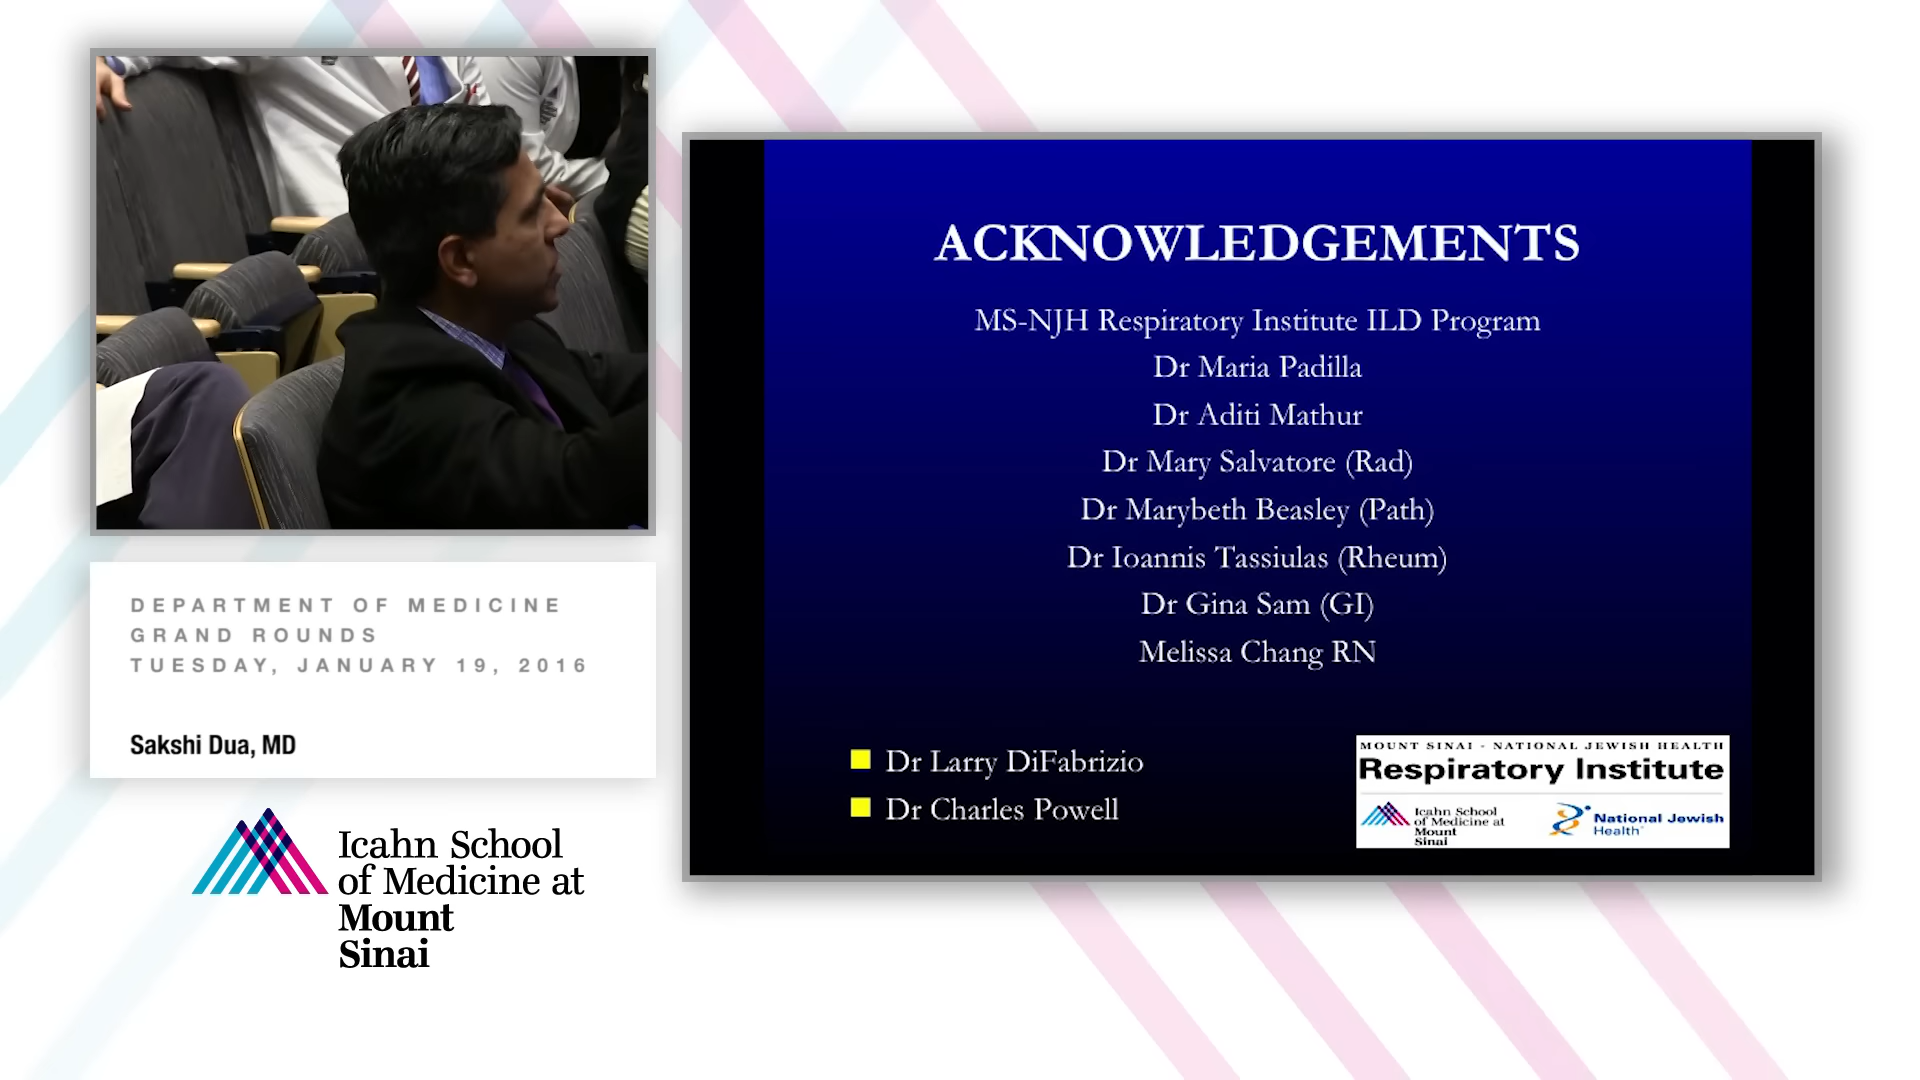 DEPARTMENT OF MEDICINE
GRAND ROUNDS
TUESDAY, JANUARY 19, 2016
Sakshi Dua, MD
Icahn School
of Medicine at
Mount
Sinai
ACKNOWLEDGEMENTS
MS-NJH Respiratory Institute ILD Program
Dr Maria Padilla
Dr Aditi Mathur
Dr Mary Salvatore (Rad)
Dr Marybeth Beasley (Path)
Dr Ioannis Tassiulas (Rheum)
Dr Gina Sam (GI)
Melissa Chang RN
Dr Larry DiFabrizio
Dr Charles Powell
MOUNT SINAI - NATIONAL JEWISH HEALTH
Respiratory Institute
Icahn School
of Medicine at
Mount
Sinai
National Jewish
Health